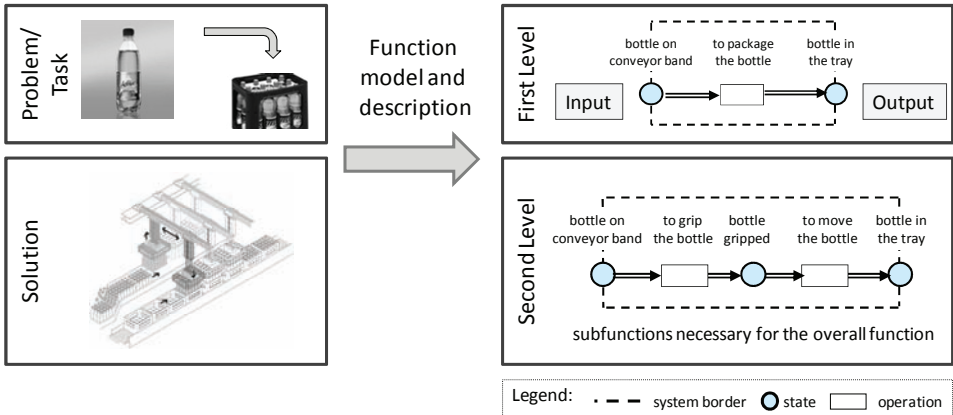 Problem/
Task
Solution
Function
model and
description
First Level
bottle on
conveyor band
to package
the bottle
bottle in
the tray
Input
Output
Second Level
bottle on
conveyor band
to grip
the bottle
bottle
gripped
to move
the bottle
bottle in
the tray
subfunctions necessary for the overall function
Legend:
system border
state
operation